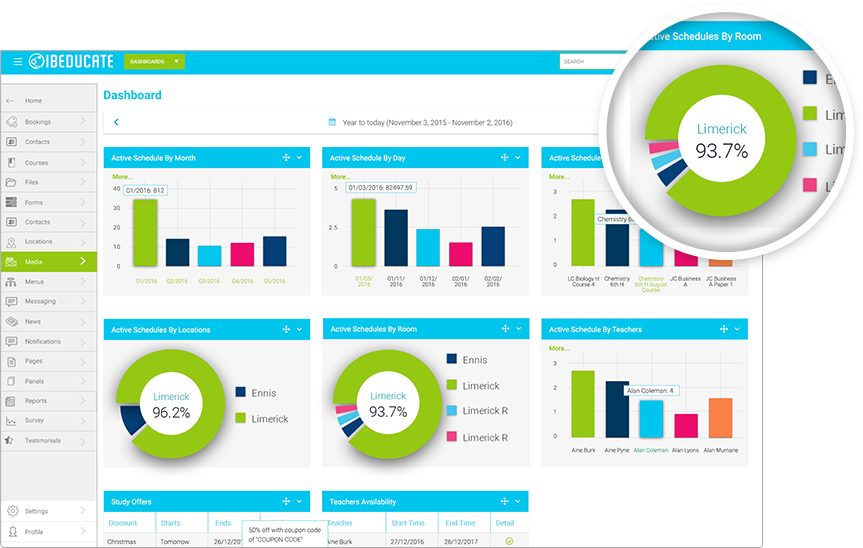 IBEDUCATE
DASHBOARDS
SEARCH
Active Schedules By Room
Limerick
93.7%
Home
Bookings
Contacts
Courses
Files
Forms
Contacts
Locations
Media
Menus
Messaging
News
Notifications
Pages
Panels
Reports
Survey
Testimonials
Settings
Profile
Dashboard
Year to today (November 3, 2015 - November 2, 2016)
Active Schedule By Month
More...
01/2016: 812
40
30
20
10
0
01/2016 02/2016 03/2016 04/2016 05/2016
Active Schedule By Day
More...
01/03/2016: 82497.59
5
2.5
0
01/03/ 01/11/ 01/12/ 02/01/ 02/02/
2016 2016 2016 2016 2016
Active Schedule
More...
3
2
1
0
Chemistry 6
LC Biology H Chemistry Chemistry JC Business JC Business
Course 4 6th H 6th H August A A Paper 1
Course
Active Schedules By Locations
Limerick
96.2%
Ennis
Limerick
Active Schedules By Room
Limerick
93.7%
Ennis
Limerick
Limerick R
Limerick R
Active Schedule By Teachers
More...
3
2
1
0
Alan Coleman: 4
Aine Burk Aine Pyne Alan Coleman Alan Lyons Alan Murnane
Study Offers
Discount Starts Ends
Christmas Tomorrow 26/12/201
50% off with coupon code
of "COUPON CODE"
Teachers Availability
Teacher Start Time End Time Detail
Burk 27/12/2016 26/12/2017